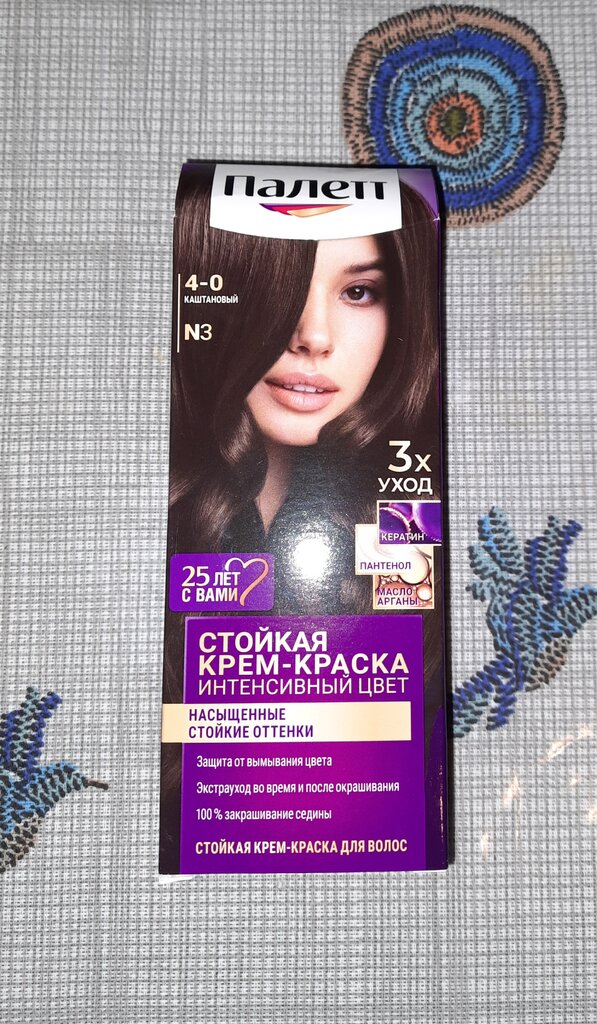 палетт
4-0
КАШТАНОВЫЙ
N3
3x
УХОД
КЕРАТИН
ПАНТЕНОЛ
МАСЛО
АРГАНЫ
25 ЛЕТ
С ВАМИ
СТОЙКАЯ
КРЕМ-КРАСКА
ИНТЕНСИВНЫЙ ЦВЕТ
НАСЫЩЕННЫЕ
СТОЙКИЕ ОТТЕНКИ
Защита от вымывания цвета
Экстрауход во время и после окрашивания
100% закрашивание седины
СТОЙКАЯ КРЕМ-КРАСКА ДЛЯ ВОЛОС